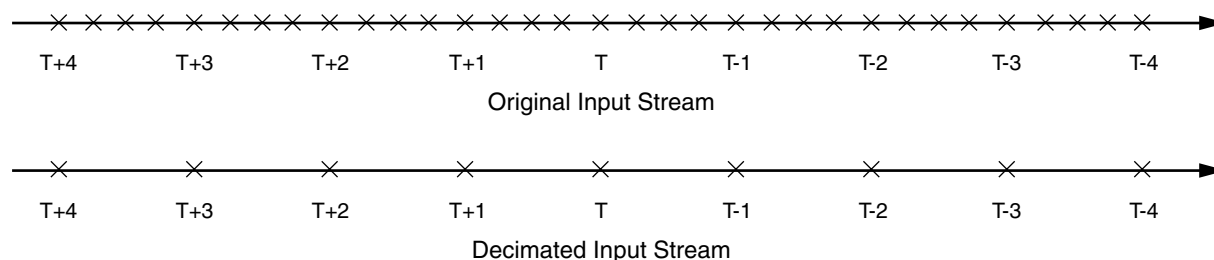 T+4 T+3 T+2 T+1 T T-1 T-2 T-3 T-4
Original Input Stream
T+4 T+3 T+2 T+1 T T-1 T-2 T-3 T-4
Decimated Input Stream